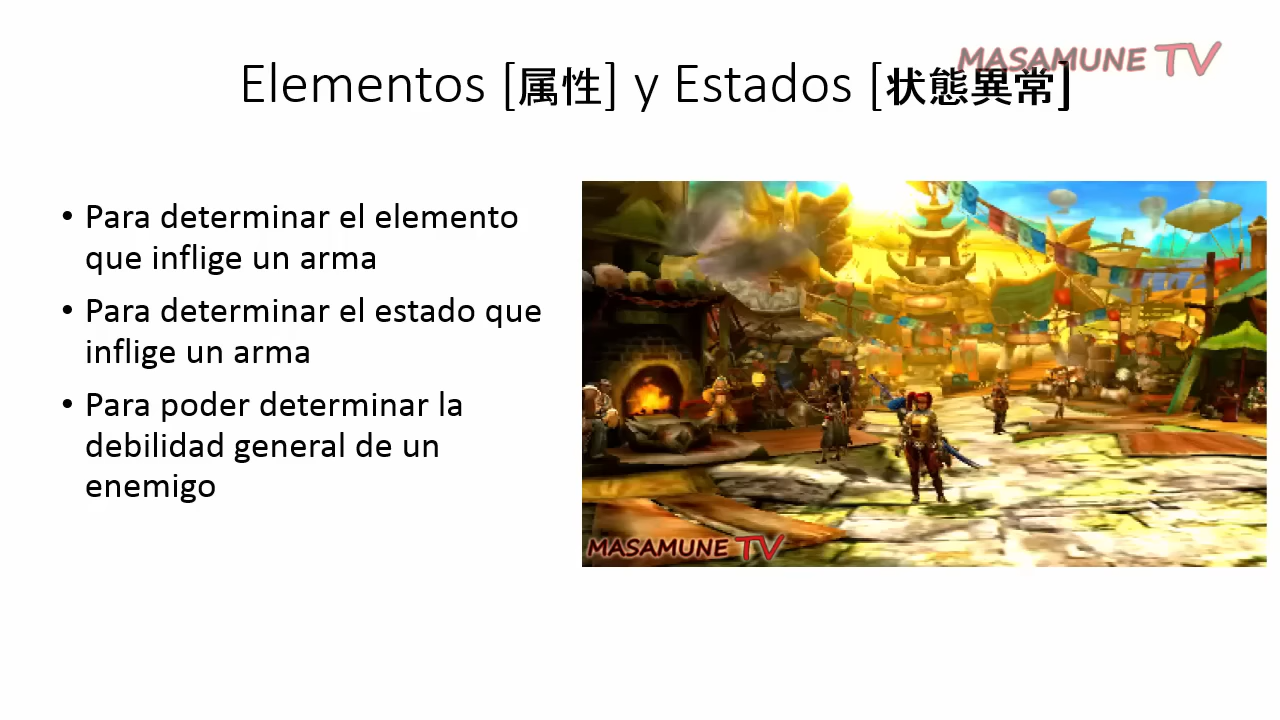 MASAMUNE TV
Elementos [属性] y Estados [状態異常]
• Para determinar el elemento
que inflige un arma
• Para determinar el estado que
inflige un arma
• Para poder determinar la
debilidad general de un
enemigo
MASAMUNE TV